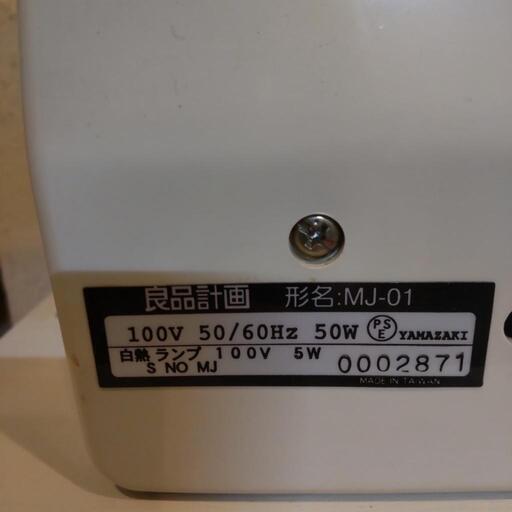 良品計画 形名:MJ-01
100V 50/60Hz 50W PSE YAMAZAKI
白熱ランプ 100V 5W
S NO MJ 0002871
MADE IN TAIWAN